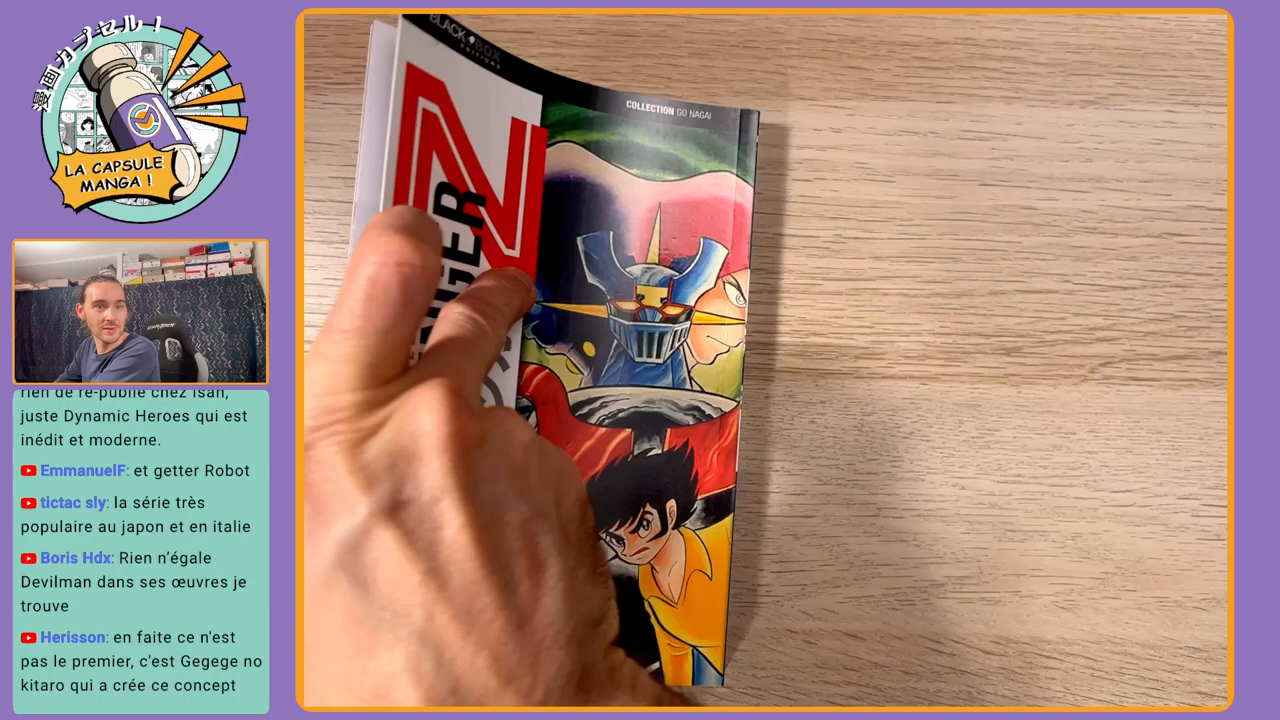 漫画カプセル!
LA CAPSULE
MANGA !
rien de re-publié chez Isan,
juste Dynamic Heroes qui est
inédit et moderne.
EmmanuelF: et getter Robot
tictac sly: la série très
populaire au japon et en italie
Boris Hdx: Rien n’égale
Devilman dans ses œuvres je
trouve
Herisson: en faite ce n'est
pas le premier, c'est Gegege no
kitaro qui a crée ce concept
BLACK BOX
EDITIONS
COLLECTION GO NAGAI
Z